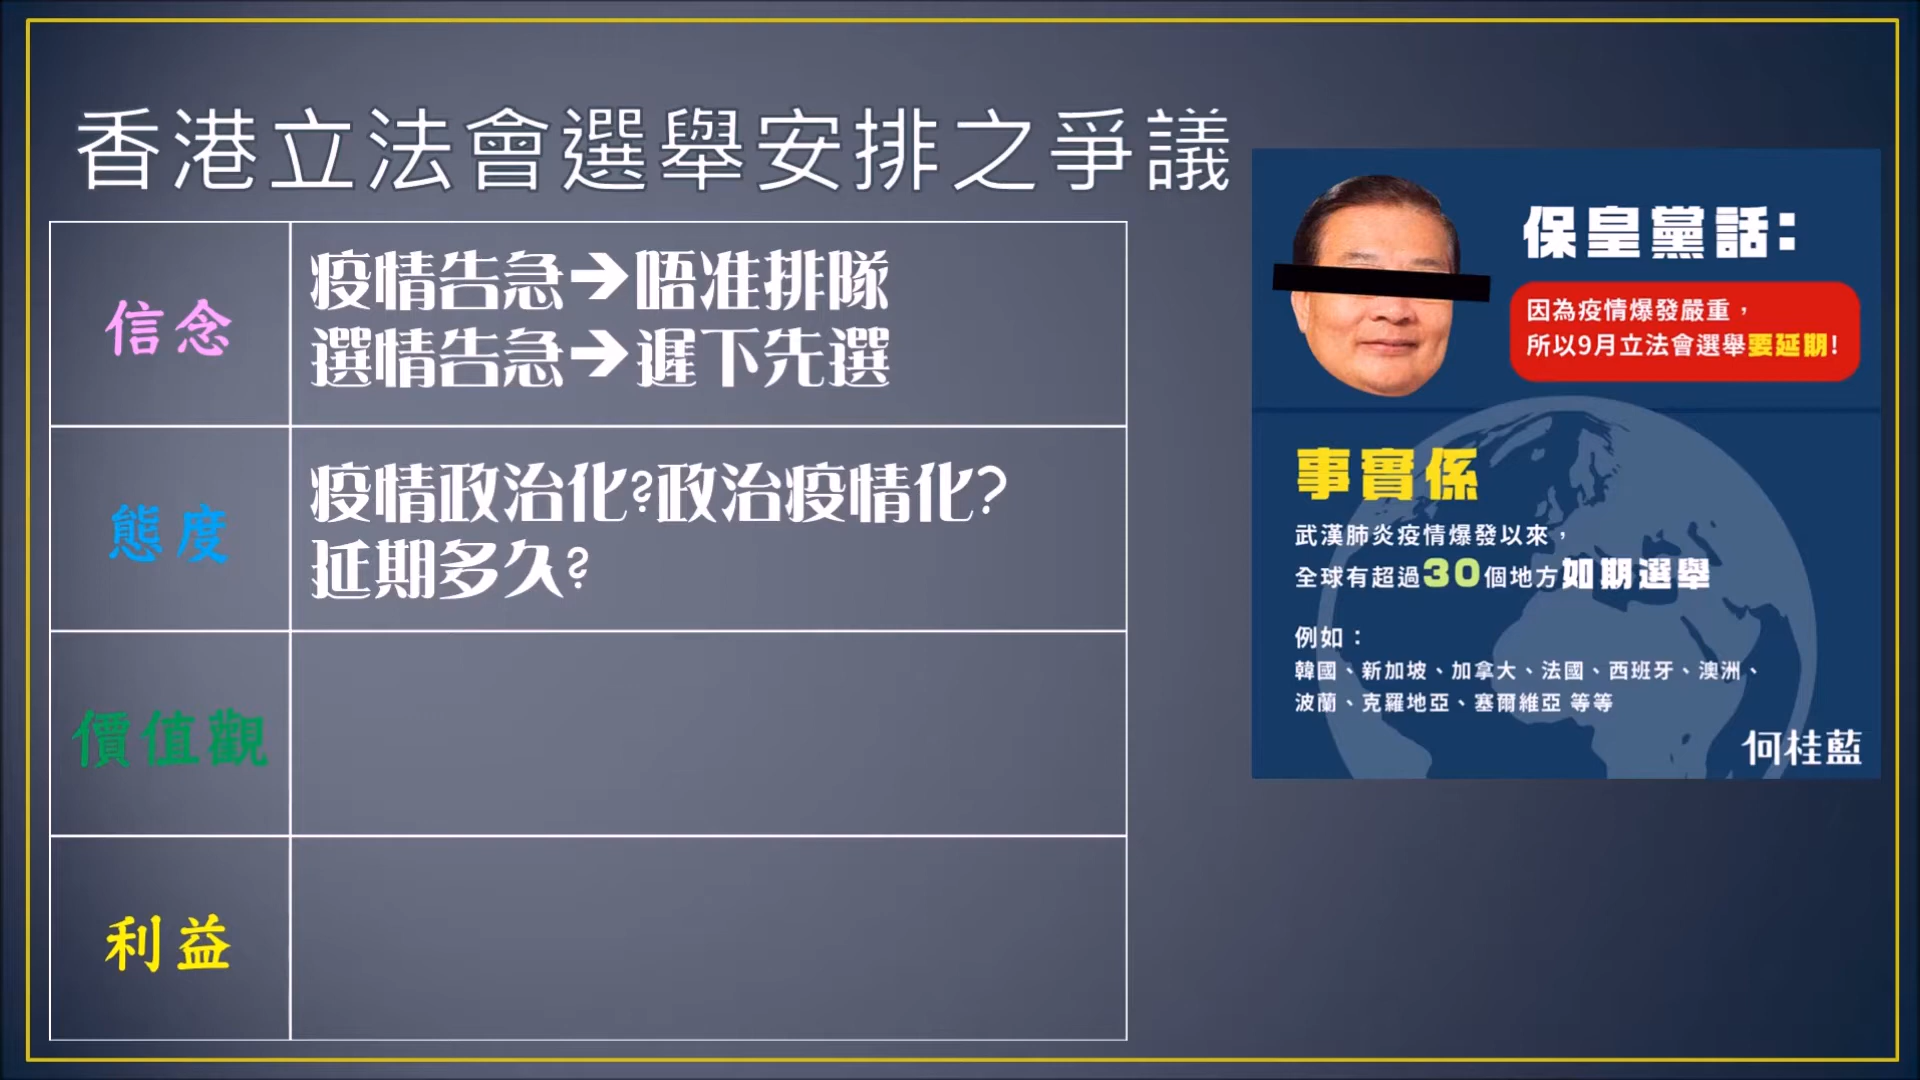 香港立法會選舉安排之爭議
信念
疫情告急→唔准排隊
選情告急→遲下先選
態度
疫情政治化?政治疫情化?
延期多久?
價值觀
利益
保皇黨話:
因為疫情爆發嚴重，
所以9月立法會選舉要延期!
事實係
武漢肺炎疫情爆發以來，
全球有超過30個地方如期選舉
例如：
韓國、新加坡、加拿大、法國、西班牙、澳洲、
波蘭、克羅地亞、塞爾維亞 等等
何桂藍